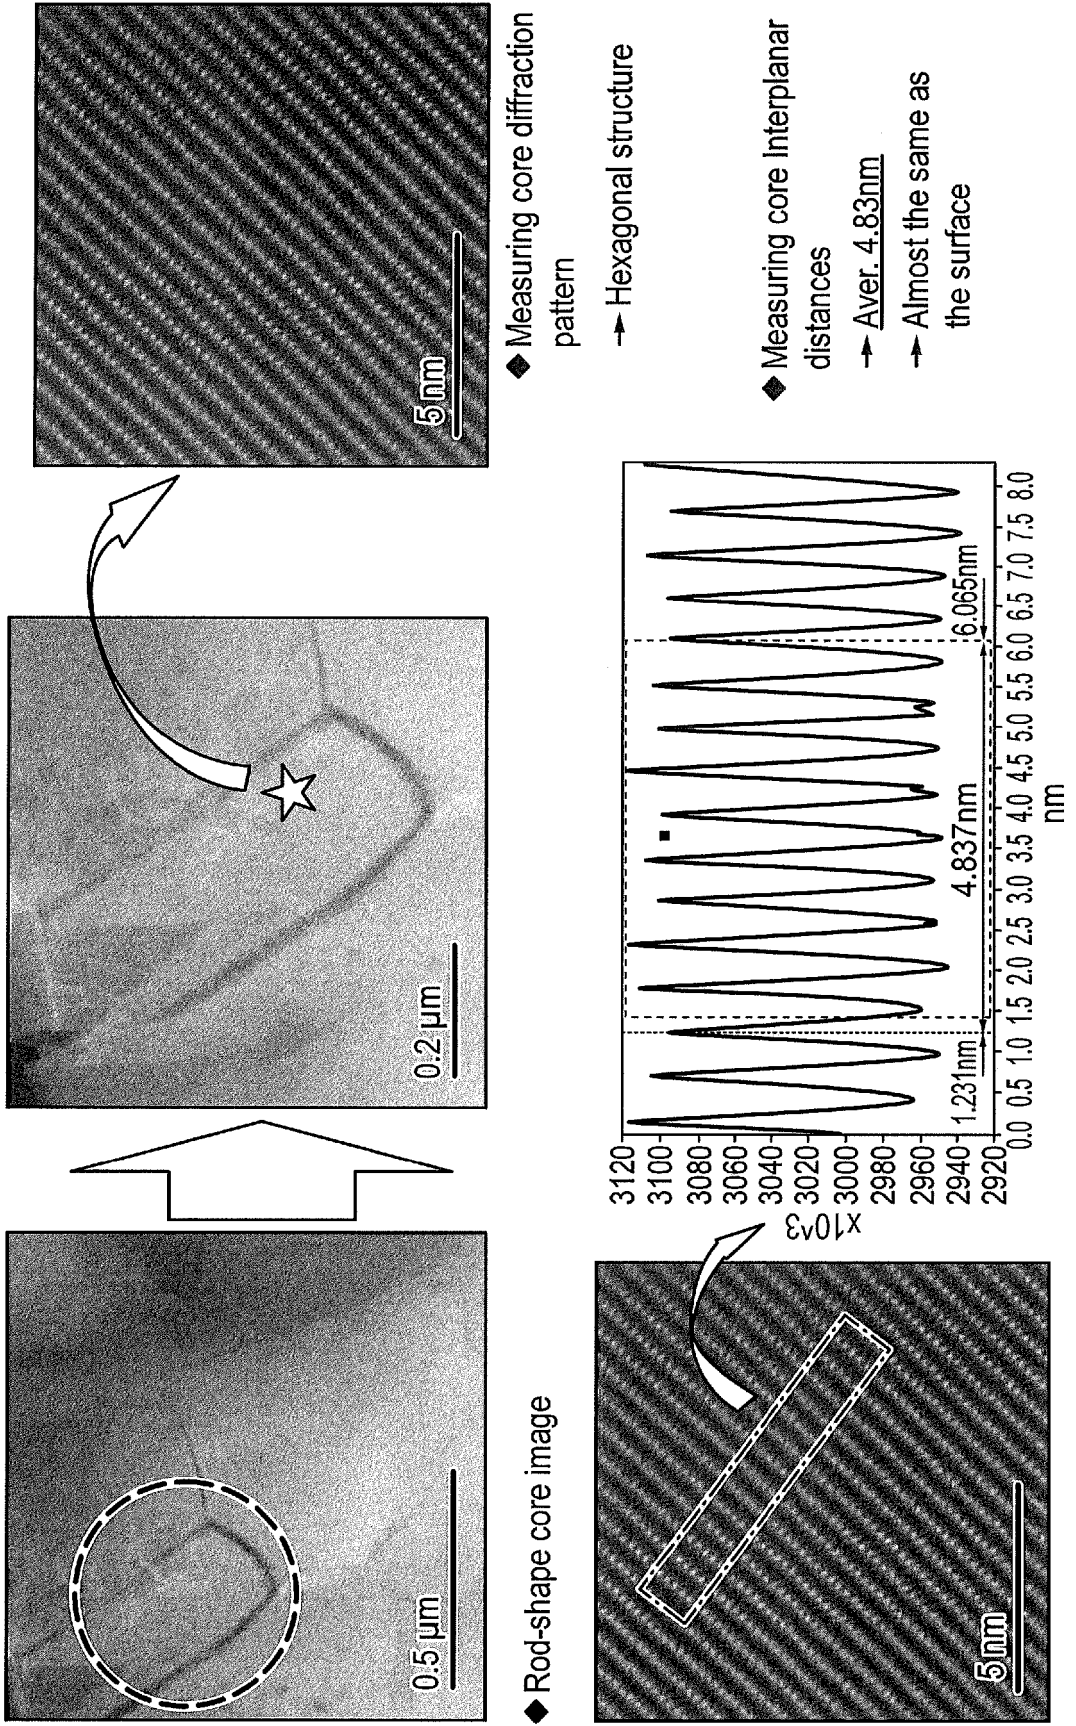 0.5 μm
0.2 μm
5 nm
◆ Rod-shape core image
◆ Measuring core diffraction
pattern
→ Hexagonal structure
5 nm
x10^3
3120
3100
3080
3060
3040
3020
3000
2980
2960
2940
2920
1.231nm
4.837nm
6.065nm
0.0 0.5 1.0 1.5 2.0 2.5 3.0 3.5 4.0 4.5 5.0 5.5 6.0 6.5 7.0 7.5 8.0
nm
◆ Measuring core Interplanar
distances
→ Aver. 4.83nm
→ Almost the same as
the surface